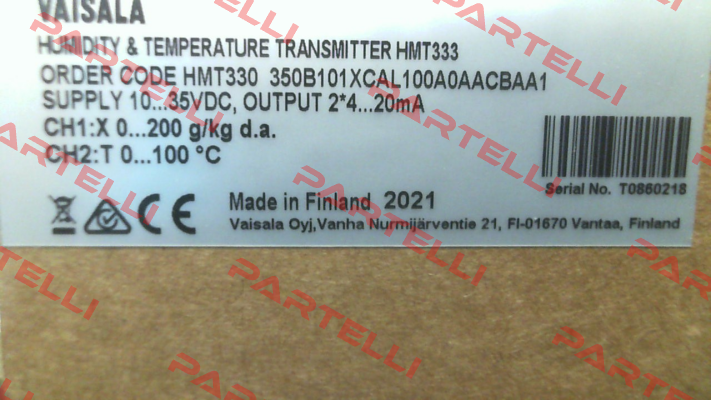 VAISALA
HUMIDITY & TEMPERATURE TRANSMITTER HMT333
ORDER CODE HMT330 350B101XCAL100A0AACBAA1
SUPPLY 10...35VDC, OUTPUT 2*4...20mA
CH1:X 0...200 g/kg d.a.
CH2:T 0...100 °C
Serial No. T0860218
CE
Made in Finland 2021
Vaisala Oyj,Vanha Nurmijärventie 21, FI-01670 Vantaa, Finland
PARTELLI
PARTELLI
PARTELLI
PARTELLI
PARTELLI
PARTELLI
PARTELLI
PARTELLI